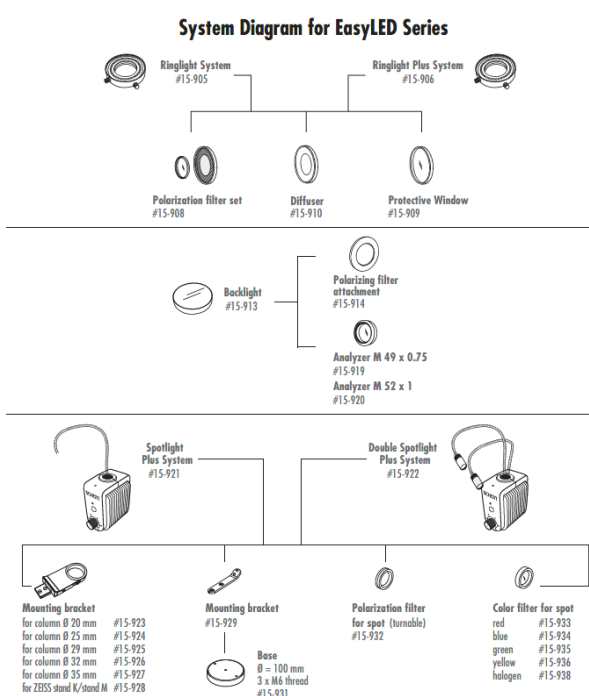 System Diagram for EasyLED Series
Ringlight System
#15-905
Ringlight Plus System
#15-906
Polarization filter set
#15-908
Diffuser
#15-910
Protective Window
#15-909
Backlight
#15-913
Polarizing filter
attachment
#15-914
Analyzer M 49 x 0.75
#15-919
Analyzer M 52 x 1
#15-920
Spotlight
Plus System
#15-921
Double Spotlight
Plus System
#15-922
SCHOTT
SCHOTT
Mounting bracket
for column Ø 20 mm #15-923
for column Ø 25 mm #15-924
for column Ø 29 mm #15-925
for column Ø 32 mm #15-926
for column Ø 35 mm #15-927
for ZEISS stand K/stand M #15-928
Mounting bracket
#15-929
Base
Ø = 100 mm
3 x M6 thread
#15-931
Polarization filter
for spot (turnable)
#15-932
Color filter for spot
red #15-933
blue #15-934
green #15-935
yellow #15-936
halogen #15-938